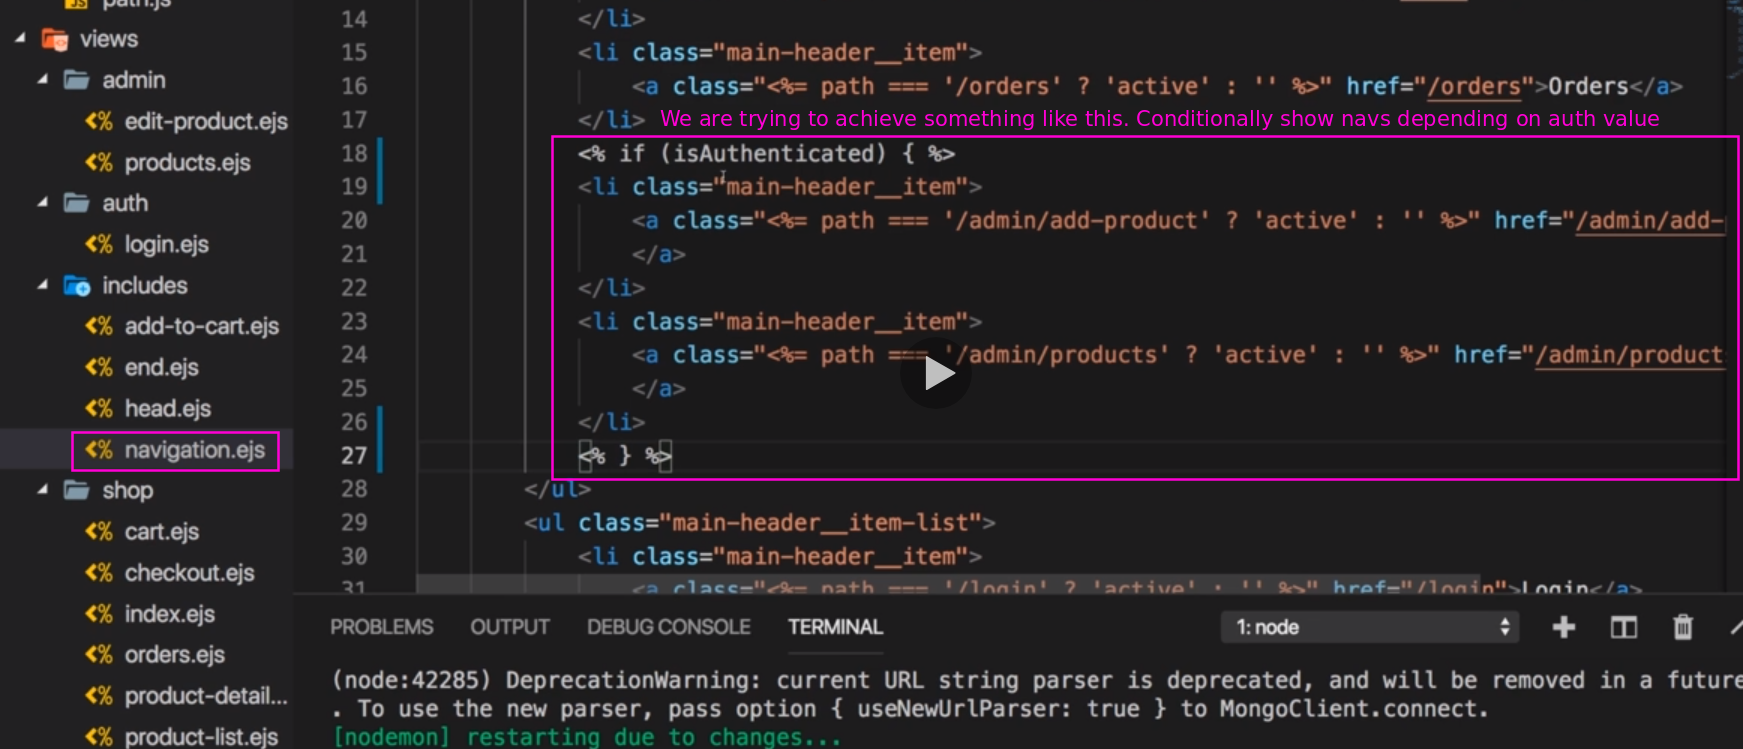 path.js
views
admin
edit-product.ejs
products.ejs
auth
login.ejs
includes
add-to-cart.ejs
end.ejs
head.ejs
navigation.ejs
shop
cart.ejs
checkout.ejs
index.ejs
orders.ejs
product-detail...
product-list.ejs
14 </li>
15 <li class="main-header__item">
16 <a class="<%= path === '/orders' ? 'active' : '' %>" href="/orders">Orders</a>
17 </li> We are trying to achieve something like this. Conditionally show navs depending on auth value
18 <% if (isAuthenticated) { %>
19 <li class="main-header__item">
20 <a class="<%= path === '/admin/add-product' ? 'active' : '' %>" href="/admin/add-
21 </a>
22 </li>
23 <li class="main-header__item">
24 <a class="<%= path === '/admin/products' ? 'active' : '' %>" href="/admin/product
25 </a>
26 </li>
27 <% } %>
28 </ul>
29 <ul class="main-header__item-list">
30 <li class="main-header__item">
31 <a class="<%= path === '/login' ? 'active' : '' %>" href="/login">Login</a>
PROBLEMS OUTPUT DEBUG CONSOLE TERMINAL 1: node
(node:42285) DeprecationWarning: current URL string parser is deprecated, and will be removed in a future
. To use the new parser, pass option { useNewUrlParser: true } to MongoClient.connect.
[nodemon] restarting due to changes...